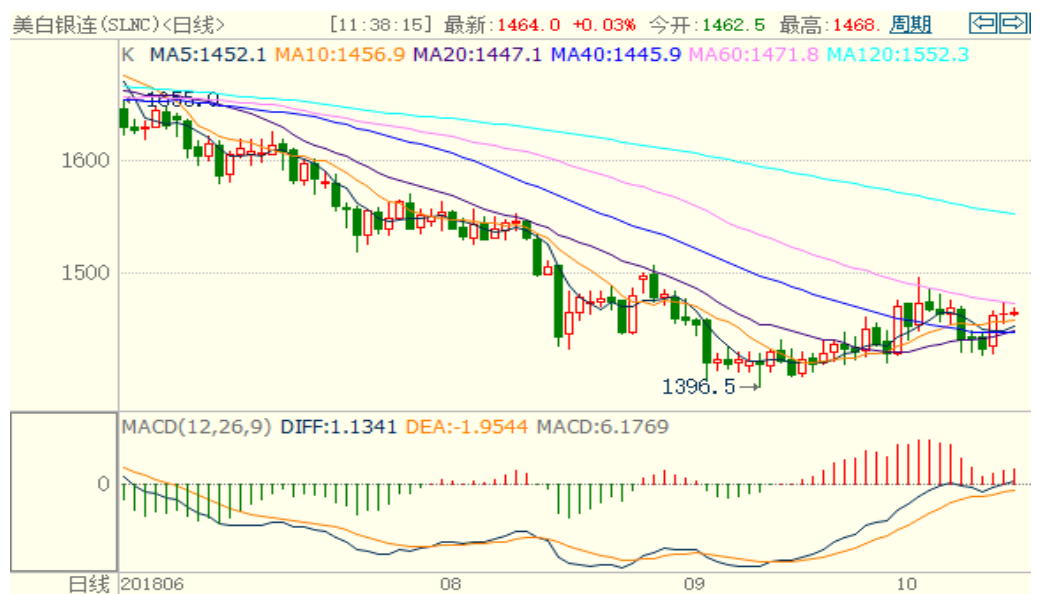 美白银连(SLNC)<日线> [11:38:15] 最新:1464.0 +0.03% 今开:1462.5 最高:1468. 周期
K MA5:1452.1 MA10:1456.9 MA20:1447.1 MA40:1445.9 MA60:1471.8 MA120:1552.3
1600
1500
1396.5→
MACD(12,26,9) DIFF:1.1341 DEA:-1.9544 MACD:6.1769
0
日线 201806 08 09 10